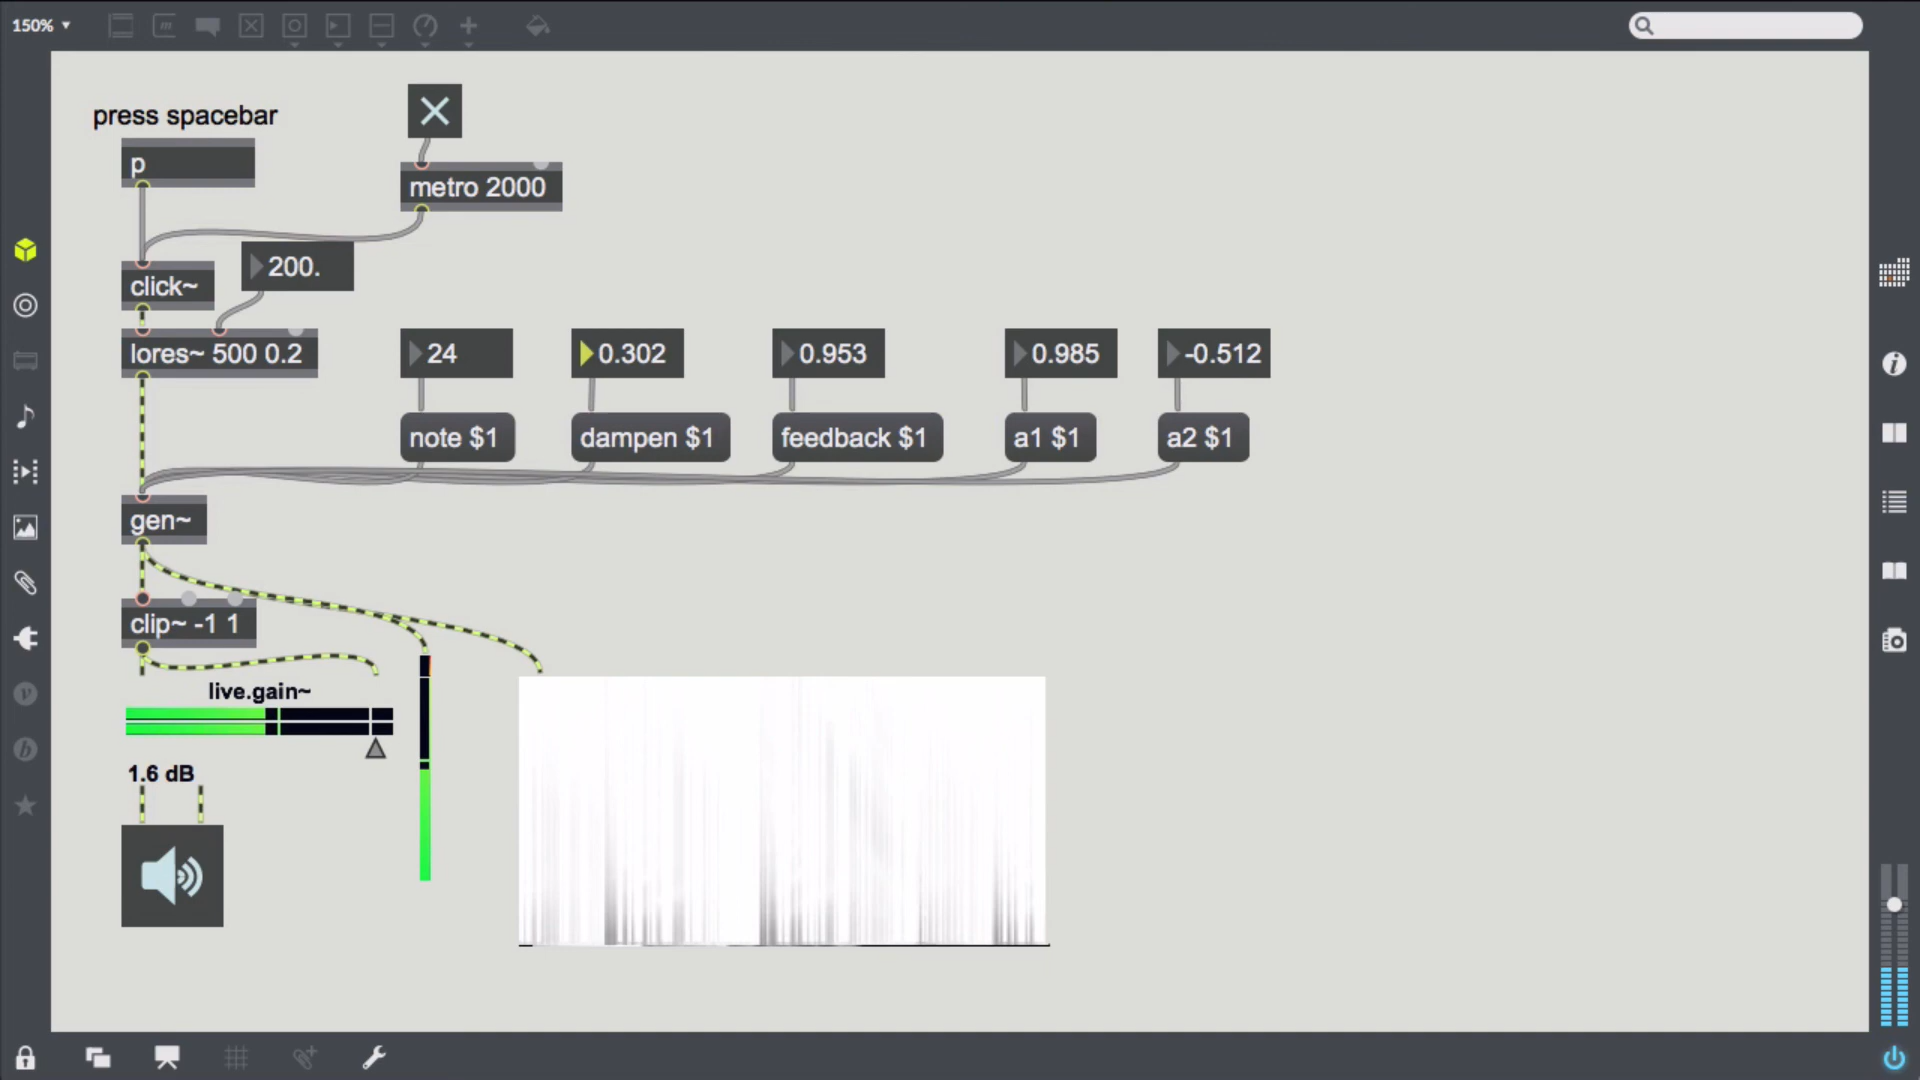 150%
press spacebar
p
metro 2000
click~
200.
lores~ 500 0.2
24
0.302
0.953
0.985
-0.512
note $1
dampen $1
feedback $1
a1 $1
a2 $1
gen~
clip~ -1 1
live.gain~
1.6 dB